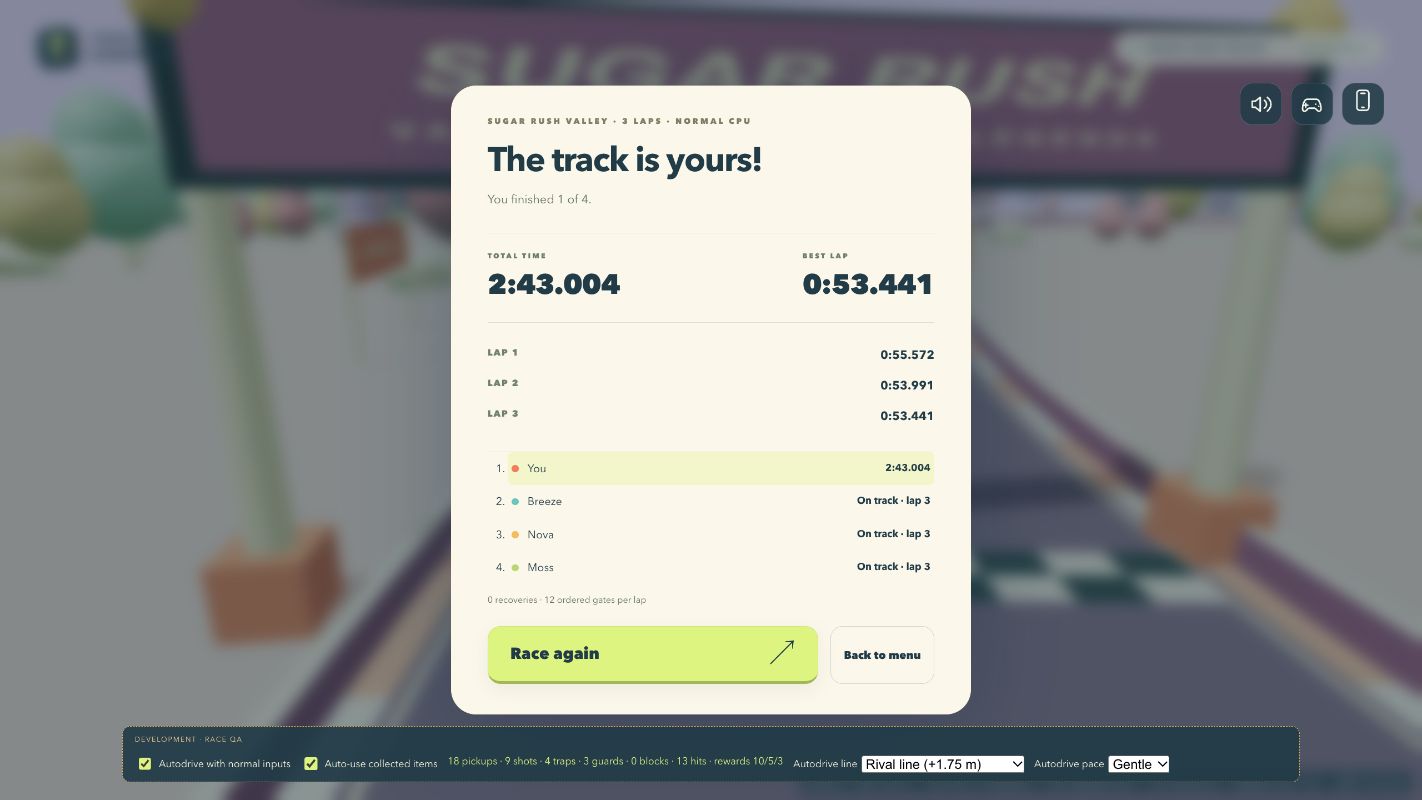 SUGAR RUSH
SUGAR RUSH VALLEY · 3 LAPS · NORMAL CPU
The track is yours!
You finished 1 of 4.
TOTAL TIME BEST LAP
2:43.004 0:53.441
LAP 1 0:55.572
LAP 2 0:53.991
LAP 3 0:53.441
1. You 2:43.004
2. Breeze On track · lap 3
3. Nova On track · lap 3
4. Moss On track · lap 3
0 recoveries · 12 ordered gates per lap
Race again Back to menu
DEVELOPMENT · RACE QA
Autodrive with normal inputs Auto-use collected items 18 pickups · 9 shots · 4 traps · 3 guards · 0 blocks · 13 hits · rewards 10/5/3 Autodrive line Rival line (+1.75 m) Autodrive pace Gentle